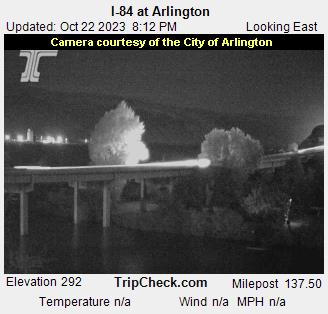 I-84 at Arlington
Updated: Oct 22 2023 8:12 PM Looking East
Camera courtesy of the City of Arlington
Elevation 292 TripCheck.com Milepost 137.50
Temperature n/a Wind n/a MPH n/a